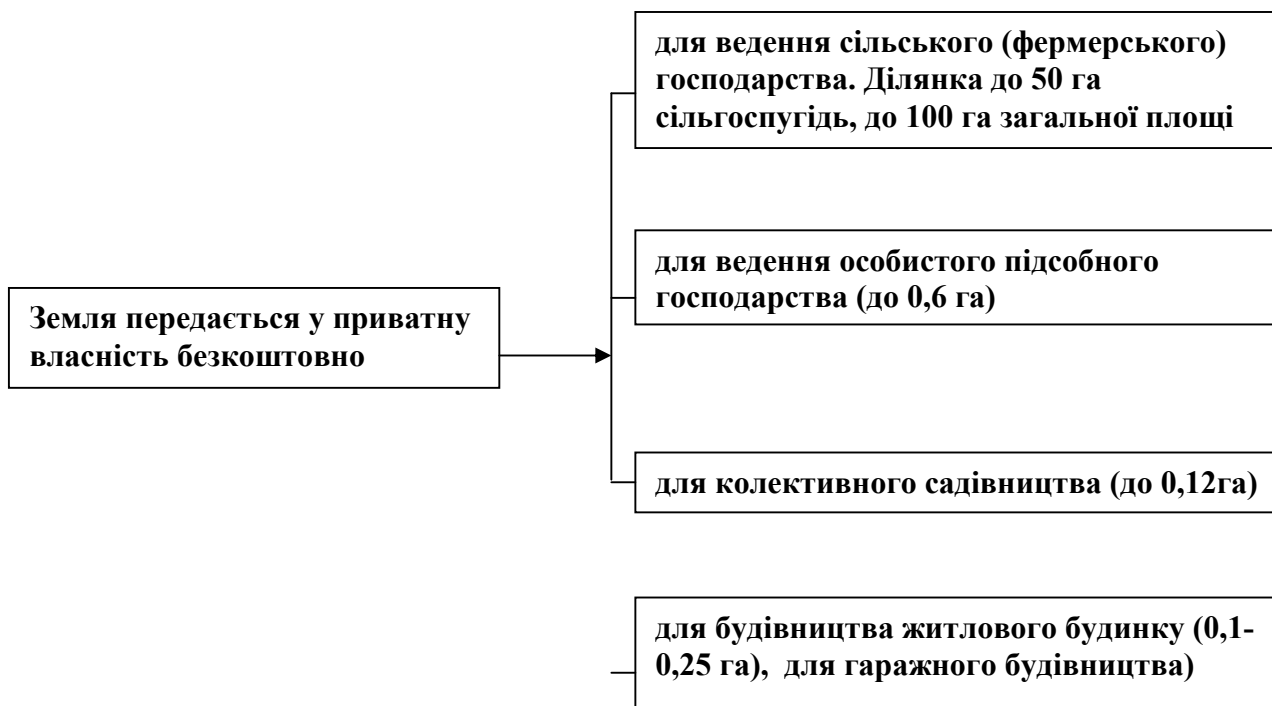 для ведення сільського (фермерського)
господарства. Ділянка до 50 га
сільгоспугідь, до 100 га загальної площі
для ведення особистого підсобного
господарства (до 0,6 га)
Земля передається у приватну
власність безкоштовно
для колективного садівництва (до 0,12га)
для будівництва житлового будинку (0,1-
0,25 га), для гаражного будівництва)